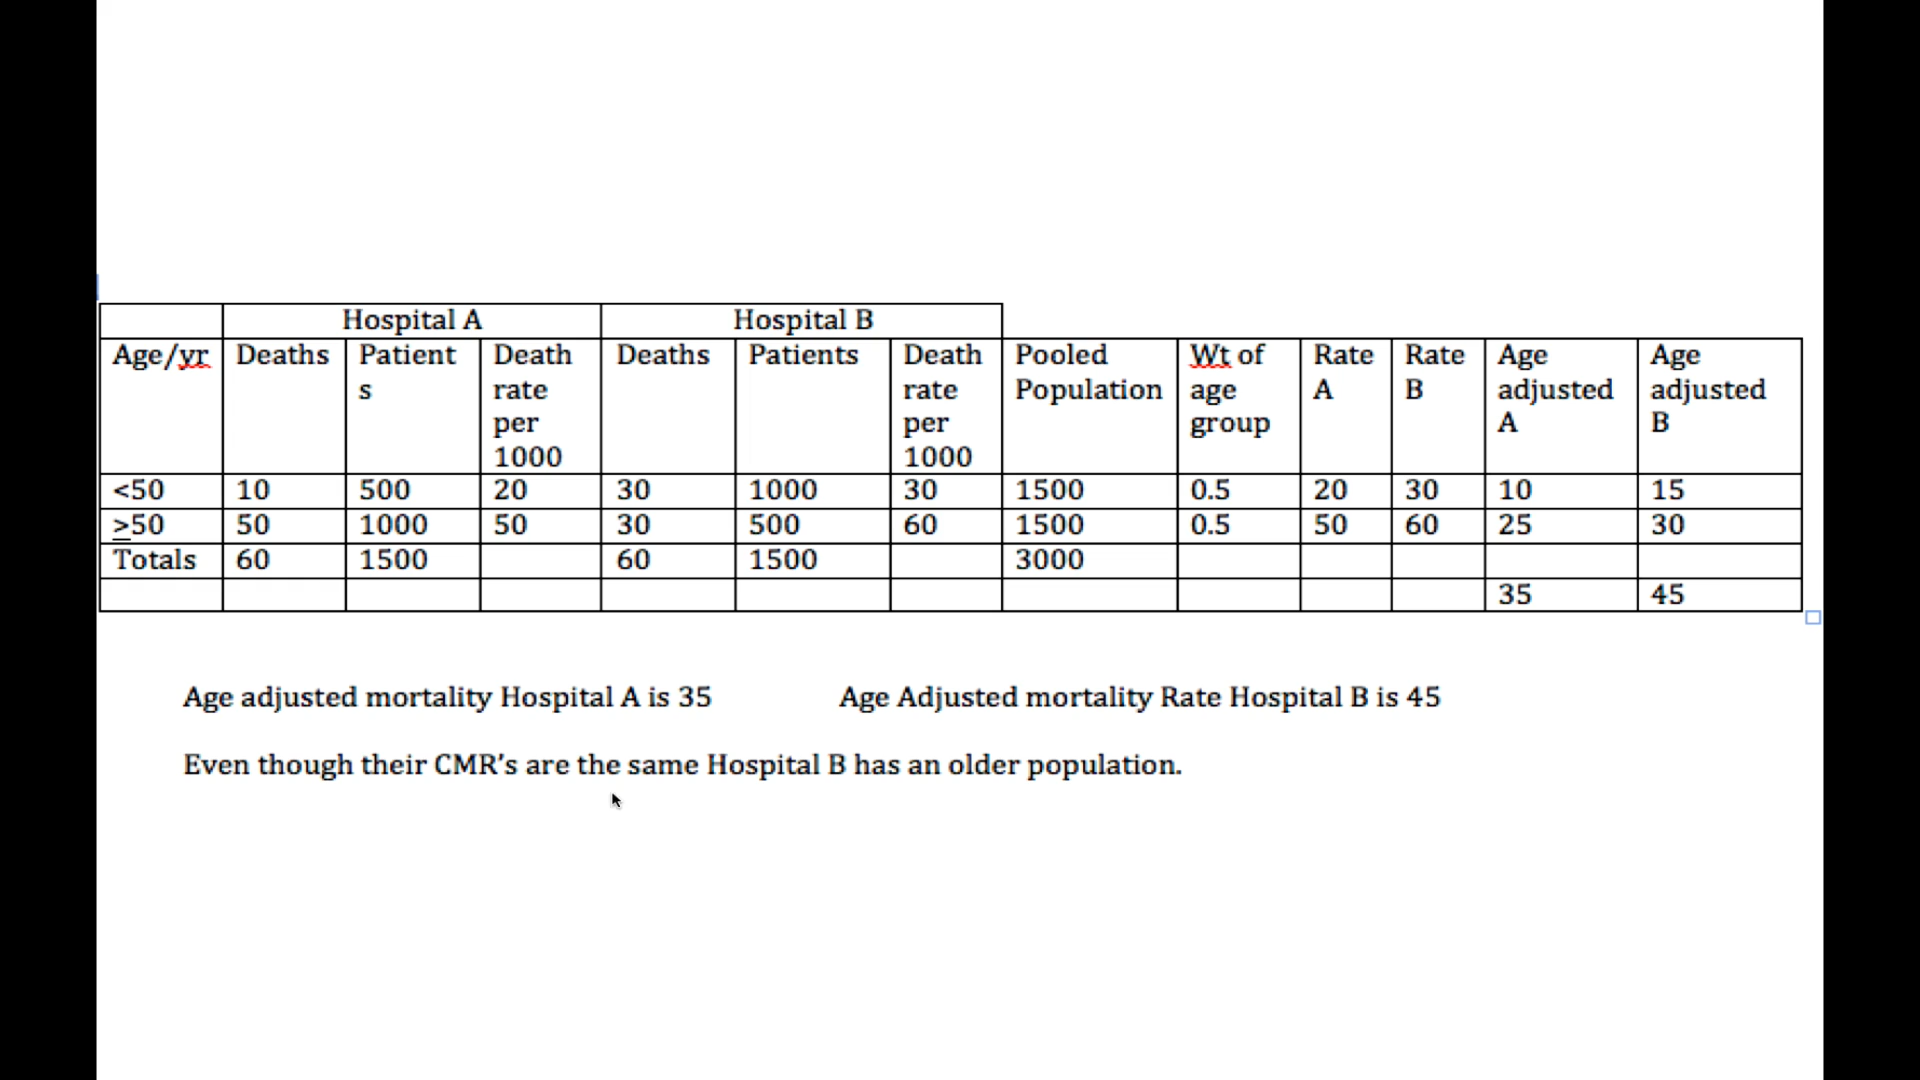 Hospital A Hospital B
Age/yr Deaths Patients Death rate per 1000 Deaths Patients Death rate per 1000 Pooled Population Wt of age group Rate A Rate B Age adjusted A Age adjusted B
<50 10 500 20 30 1000 30 1500 0.5 20 30 10 15
>50 50 1000 50 30 500 60 1500 0.5 50 60 25 30
Totals 60 1500 60 1500 3000
35 45
Age adjusted mortality Hospital A is 35 Age Adjusted mortality Rate Hospital B is 45
Even though their CMR’s are the same Hospital B has an older population.